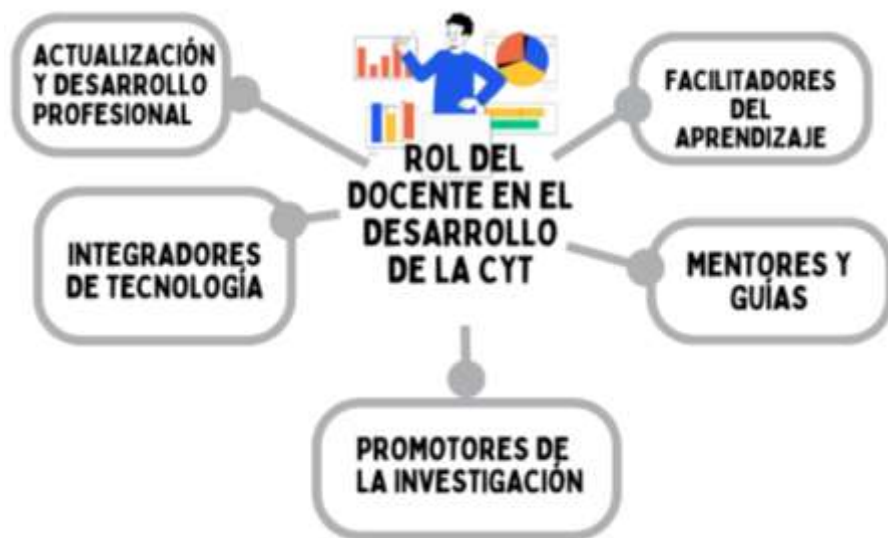 ACTUALIZACIÓN
Y DESARROLLO
PROFESIONAL
FACILITADORES
DEL
APRENDIZAJE
ROL DEL
DOCENTE EN EL
DESARROLLO
DE LA CYT
INTEGRADORES
DE TECNOLOGÍA
MENTORES Y
GUÍAS
PROMOTORES DE
LA INVESTIGACIÓN